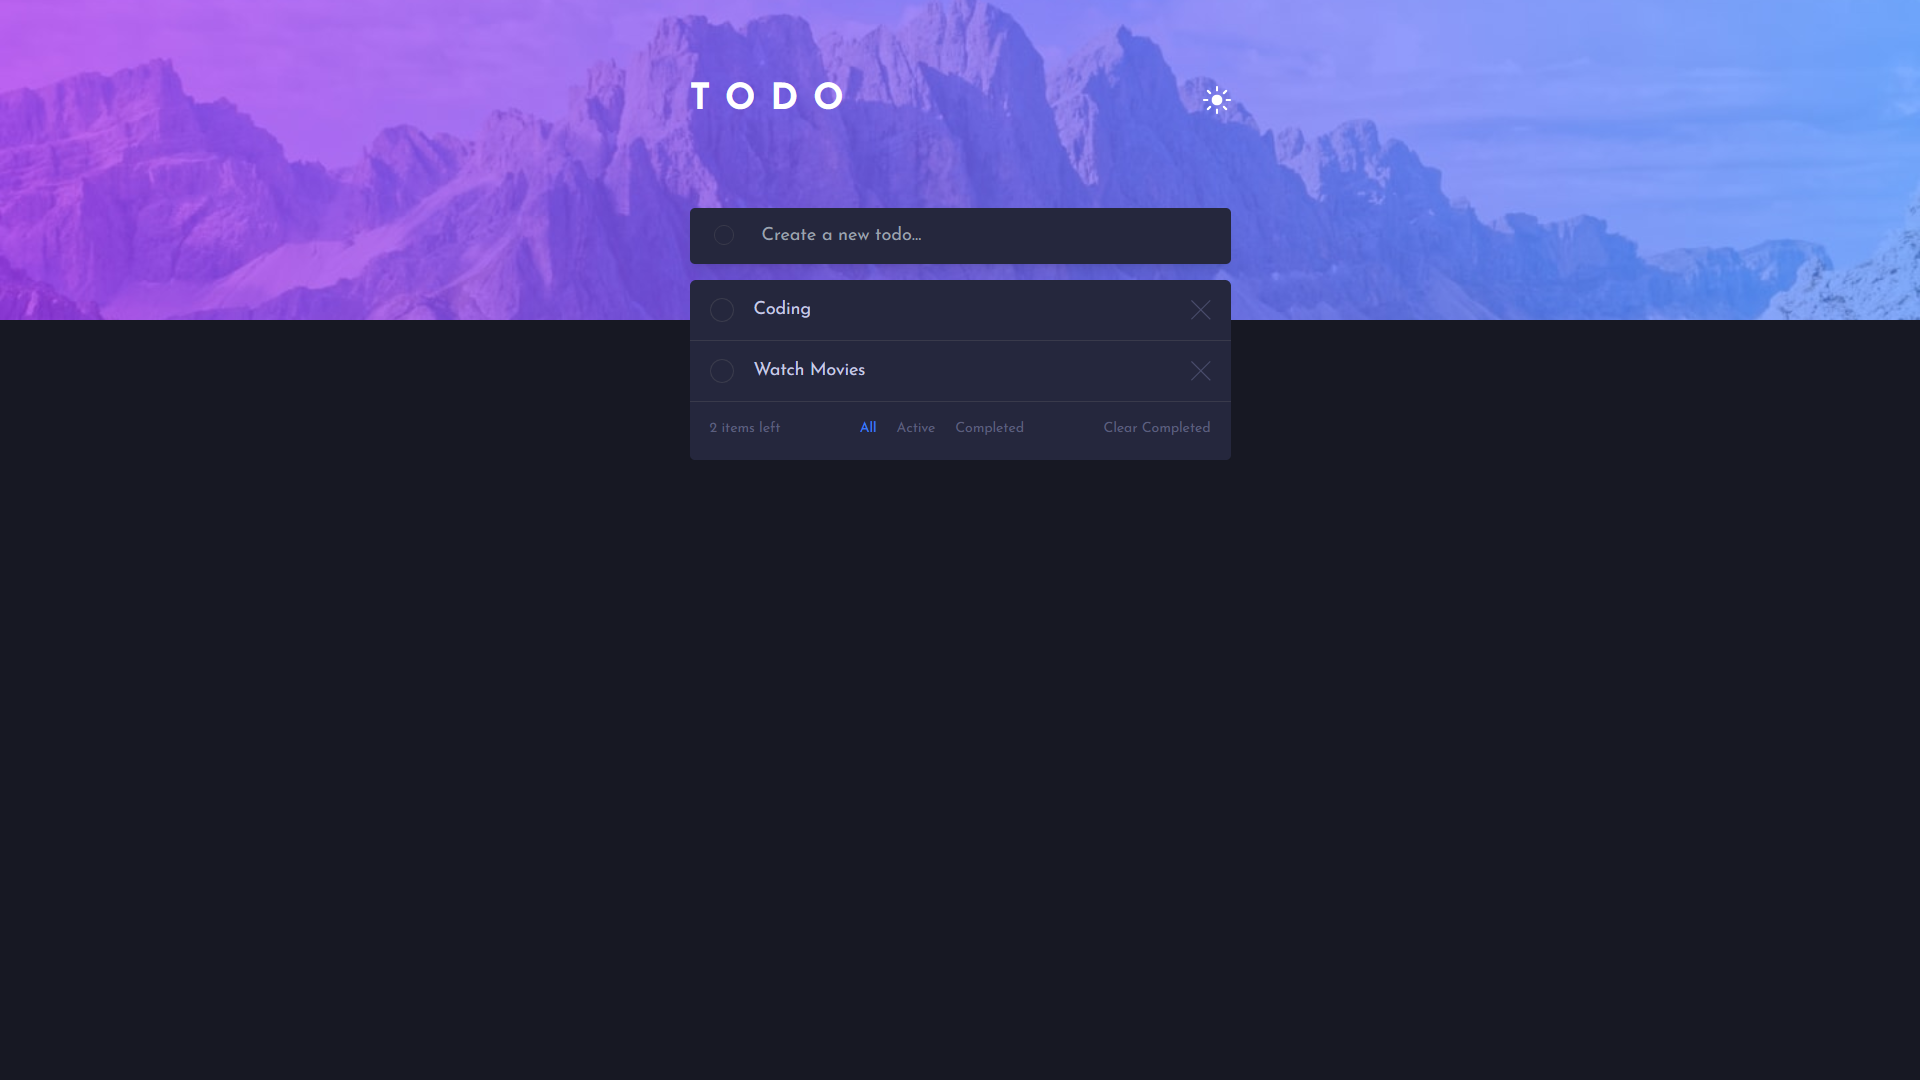 TODO
Create a new todo...
Coding
Watch Movies
2 items left All Active Completed Clear Completed